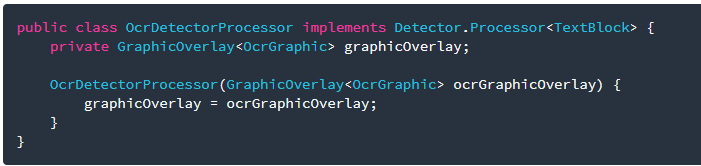 public class OcrDetectorProcessor implements Detector.Processor<TextBlock> {
    private GraphicOverlay<OcrGraphic> graphicOverlay;

    OcrDetectorProcessor(GraphicOverlay<OcrGraphic> ocrGraphicOverlay) {
        graphicOverlay = ocrGraphicOverlay;
    }
}